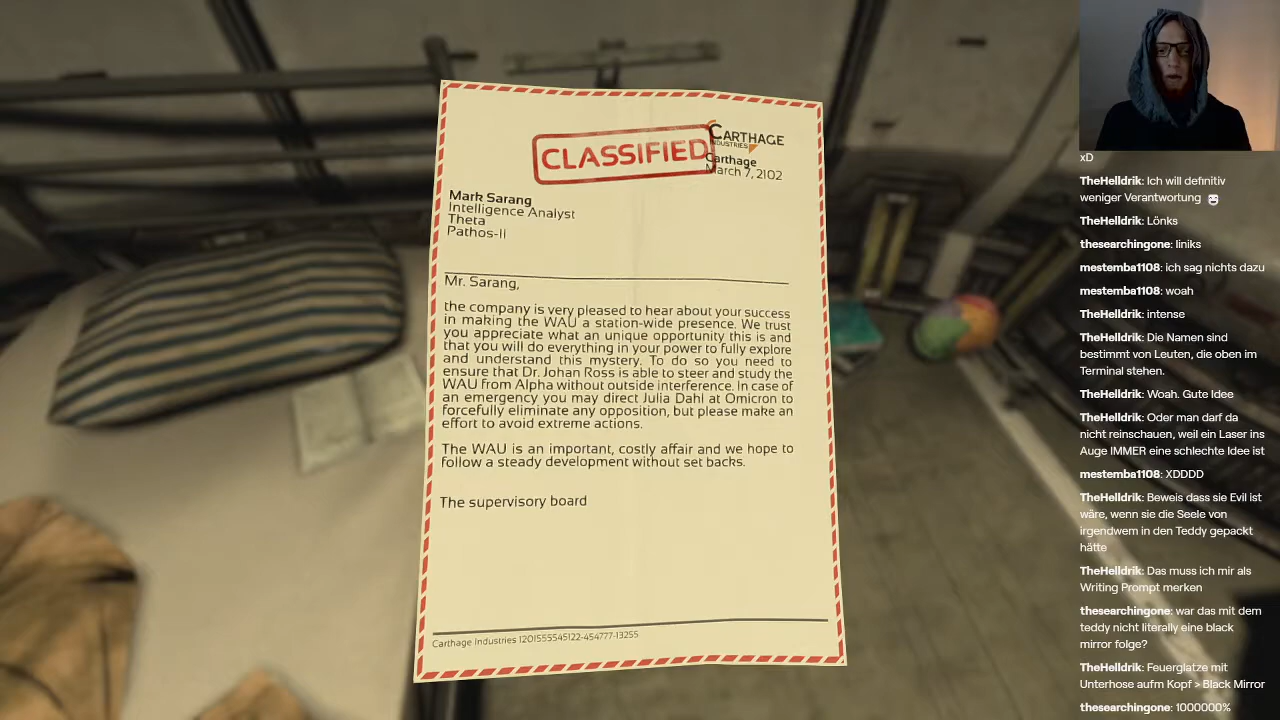 CLASSIFIED
CARTHAGE
INDUSTRIES
Carthage
March 7, 2102
Mark Sarang
Intelligence Analyst
Theta
Pathos-II
Mr. Sarang,
the company is very pleased to hear about your success
in making the WAU a station-wide presence. We trust
you appreciate what an unique opportunity this is and
that you will do everything in your power to fully explore
and understand this mystery. To do so you need to
ensure that Dr. Johan Ross is able to steer and study the
WAU from Alpha without outside interference. In case of
an emergency you may direct Julia Dahl at Omicron to
forcefully eliminate any opposition, but please make an
effort to avoid extreme actions.
The WAU is an important, costly affair and we hope to
follow a steady development without set backs.
The supervisory board
Carthage Industries 1201555545122-454777-13255
xD
TheHelldrik: Ich will defintiv
weniger Verantwortung
TheHelldrik: Lönks
thesearchingone: liniks
mestemba1108: ich sag nichts dazu
mestemba1108: woah
TheHelldrik: intense
TheHelldrik: Die Namen sind
bestimmt von Leuten, die oben im
Terminal stehen.
TheHelldrik: Woah. Gute Idee
TheHelldrik: Oder man darf da
nicht reinschauen, weil ein Laser ins
Auge IMMER eine schlechte Idee ist
mestemba1108: XDDDD
TheHelldrik: Beweis dass sie Evil ist
wäre, wenn sie die Seele von
irgendwem in den Teddy gepackt
hätte
TheHelldrik: Das muss ich mir als
Writing Prompt merken
thesearchingone: war das mit dem
teddy nicht literally eine black
mirror folge?
TheHelldrik: Feuerglatze mit
Unterhose aufm Kopf > Black Mirror
thesearchingone: 1000000%